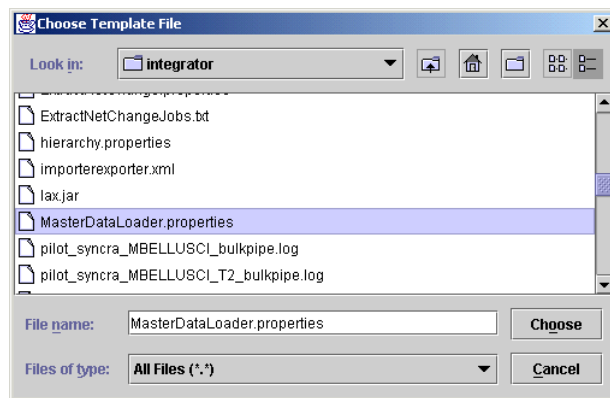 Choose Template File
Look in: integrator
ExtractNetChangeJobs.txt
hierarchy.properties
importerexporter.xml
lax.jar
MasterDataLoader.properties
pilot_syncra_MBELLUSCI_bulkpipe.log
pilot_syncra_MBELLUSCI_T2_bulkpipe.log
File name: MasterDataLoader.properties Choose
Files of type: All Files (*.*) Cancel